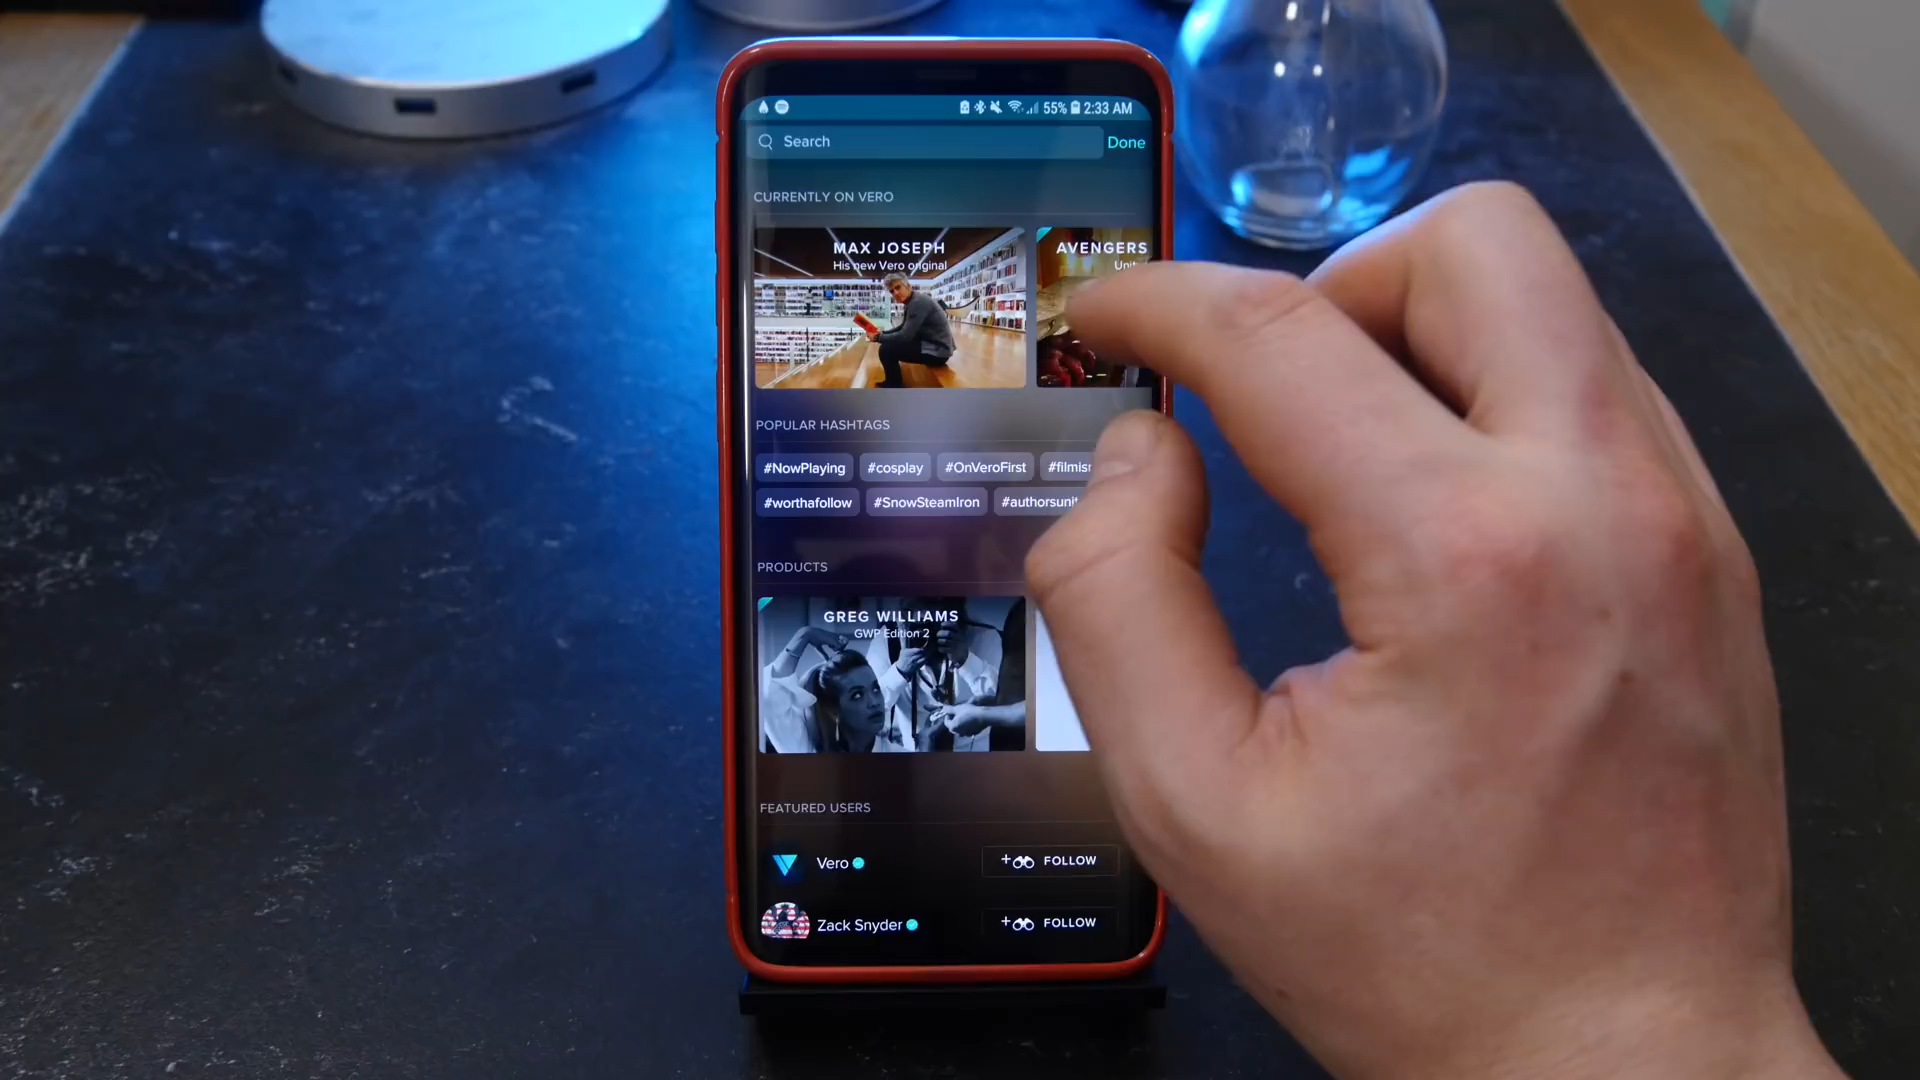 55% 2:33 AM
Search
Done
CURRENTLY ON VERO
MAX JOSEPH
His new Vero original
AVENGERS
POPULAR HASHTAGS
#NowPlaying #cosplay #OnVeroFirst
#worthafollow #SnowSteamIron
PRODUCTS
GREG WILLIAMS
GWP Edition 2
FEATURED USERS
Vero
FOLLOW
Zack Snyder
FOLLOW